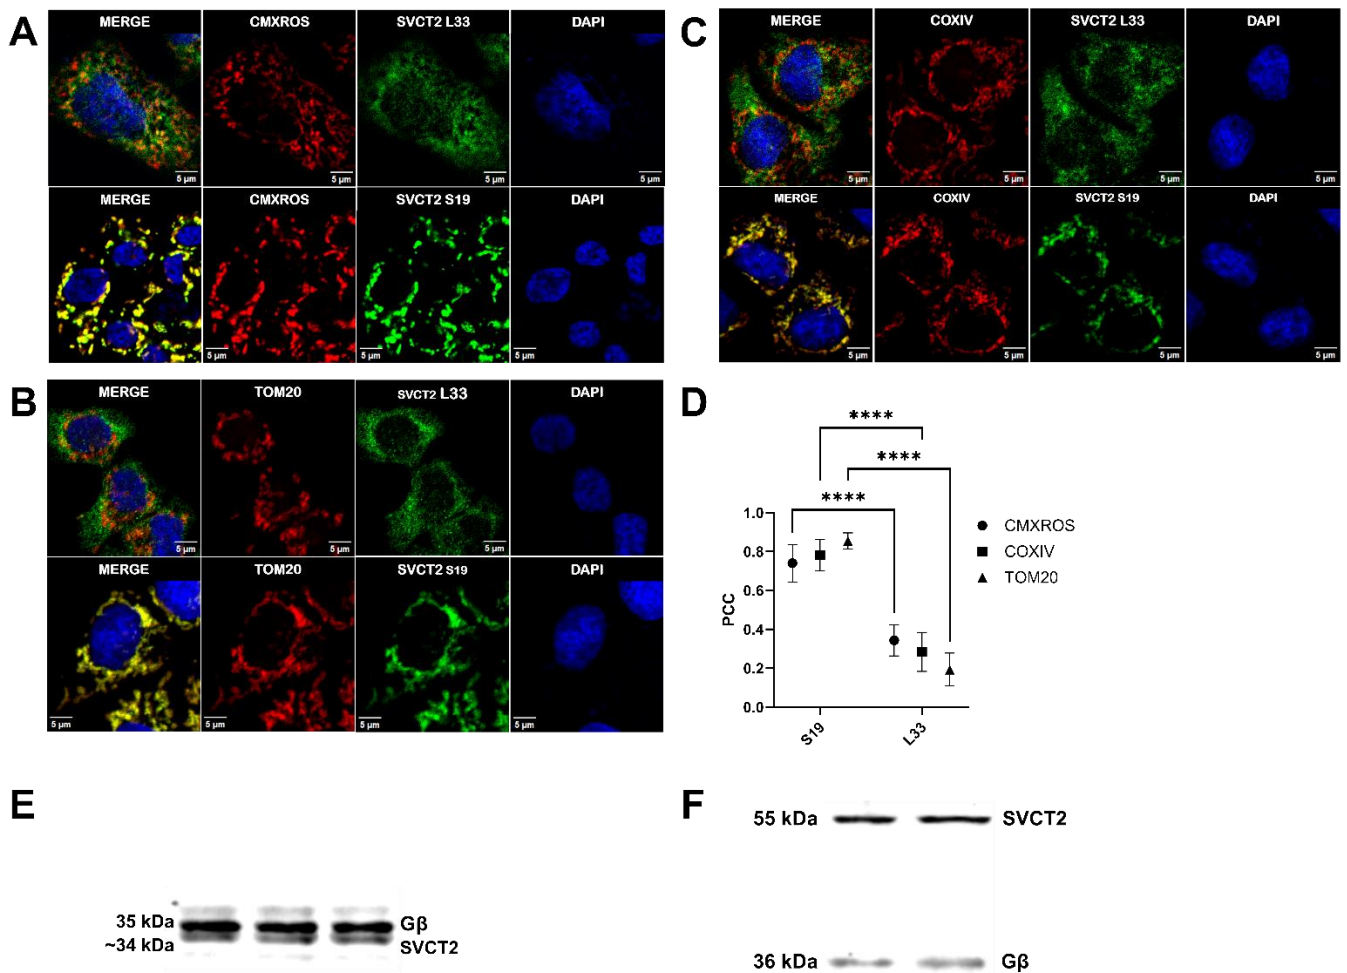 A
MERGE CMXROS SVCT2 L33 DAPI
5 µm 5 µm 5 µm 5 µm
MERGE CMXROS SVCT2 S19 DAPI
5 µm 5 µm 5 µm 5 µm
B
MERGE TOM20 SVCT2 L33 DAPI
5 µm 5 µm 5 µm 5 µm
MERGE TOM20 SVCT2 S19 DAPI
5 µm 5 µm 5 µm 5 µm
C
MERGE COXIV SVCT2 L33 DAPI
5 µm 5 µm 5 µm 5 µm
MERGE COXIV SVCT2 S19 DAPI
5 µm 5 µm 5 µm 5 µm
D
****
****
****
1.0
0.8
0.6
0.4
0.2
0.0
PCC
S19 L33
CMXROS
COXIV
TOM20
E
35 kDa Gβ
~34 kDa SVCT2
F
55 kDa SVCT2
36 kDa Gβ